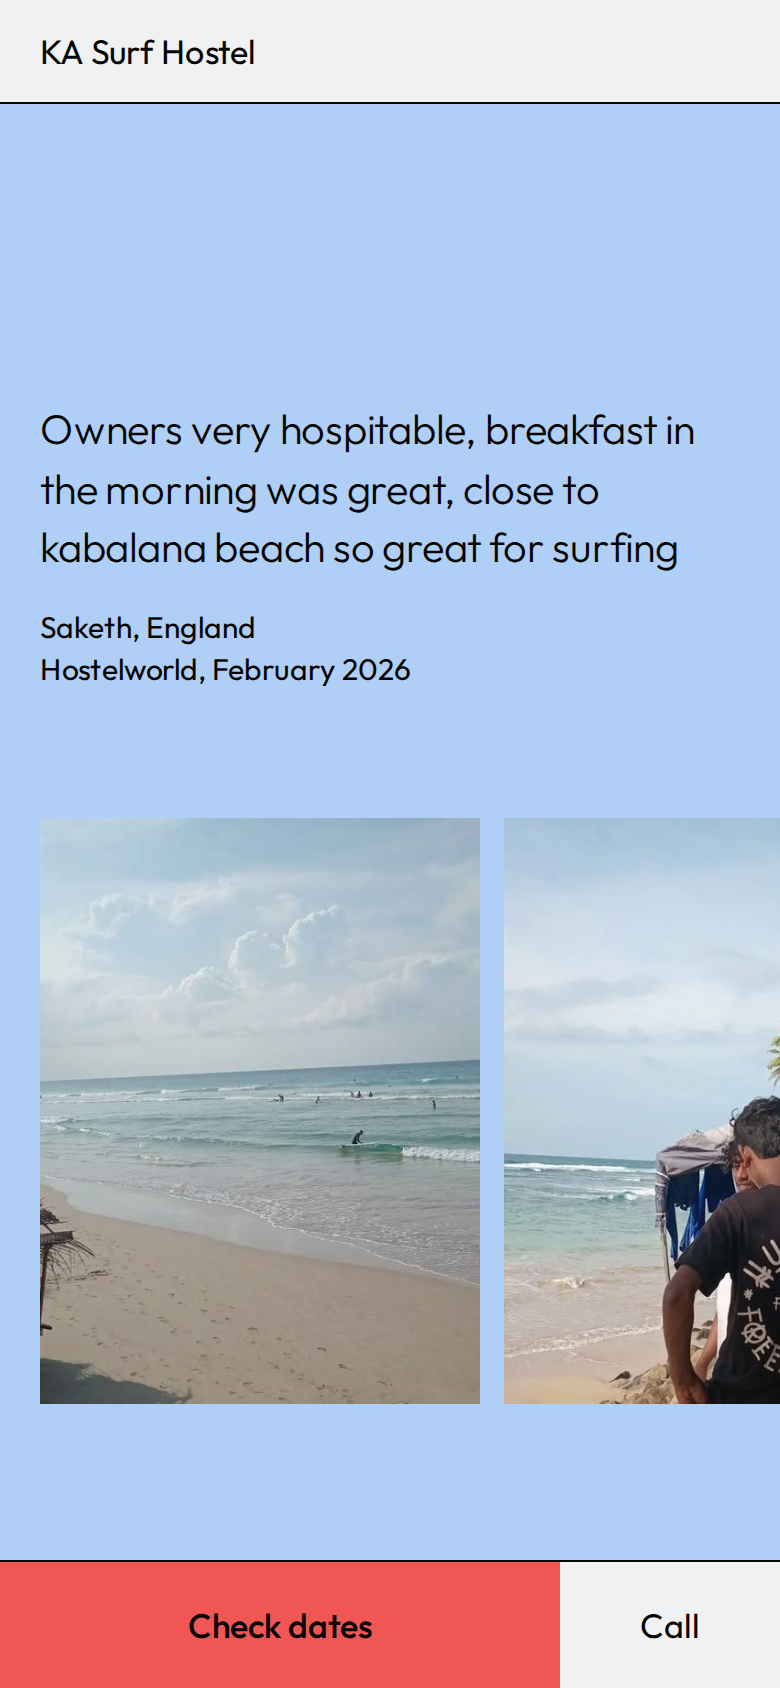 KA Surf Hostel
Owners very hospitable, breakfast in
the morning was great, close to
kabalana beach so great for surfing
Saketh, England
Hostelworld, February 2026
Check dates
Call